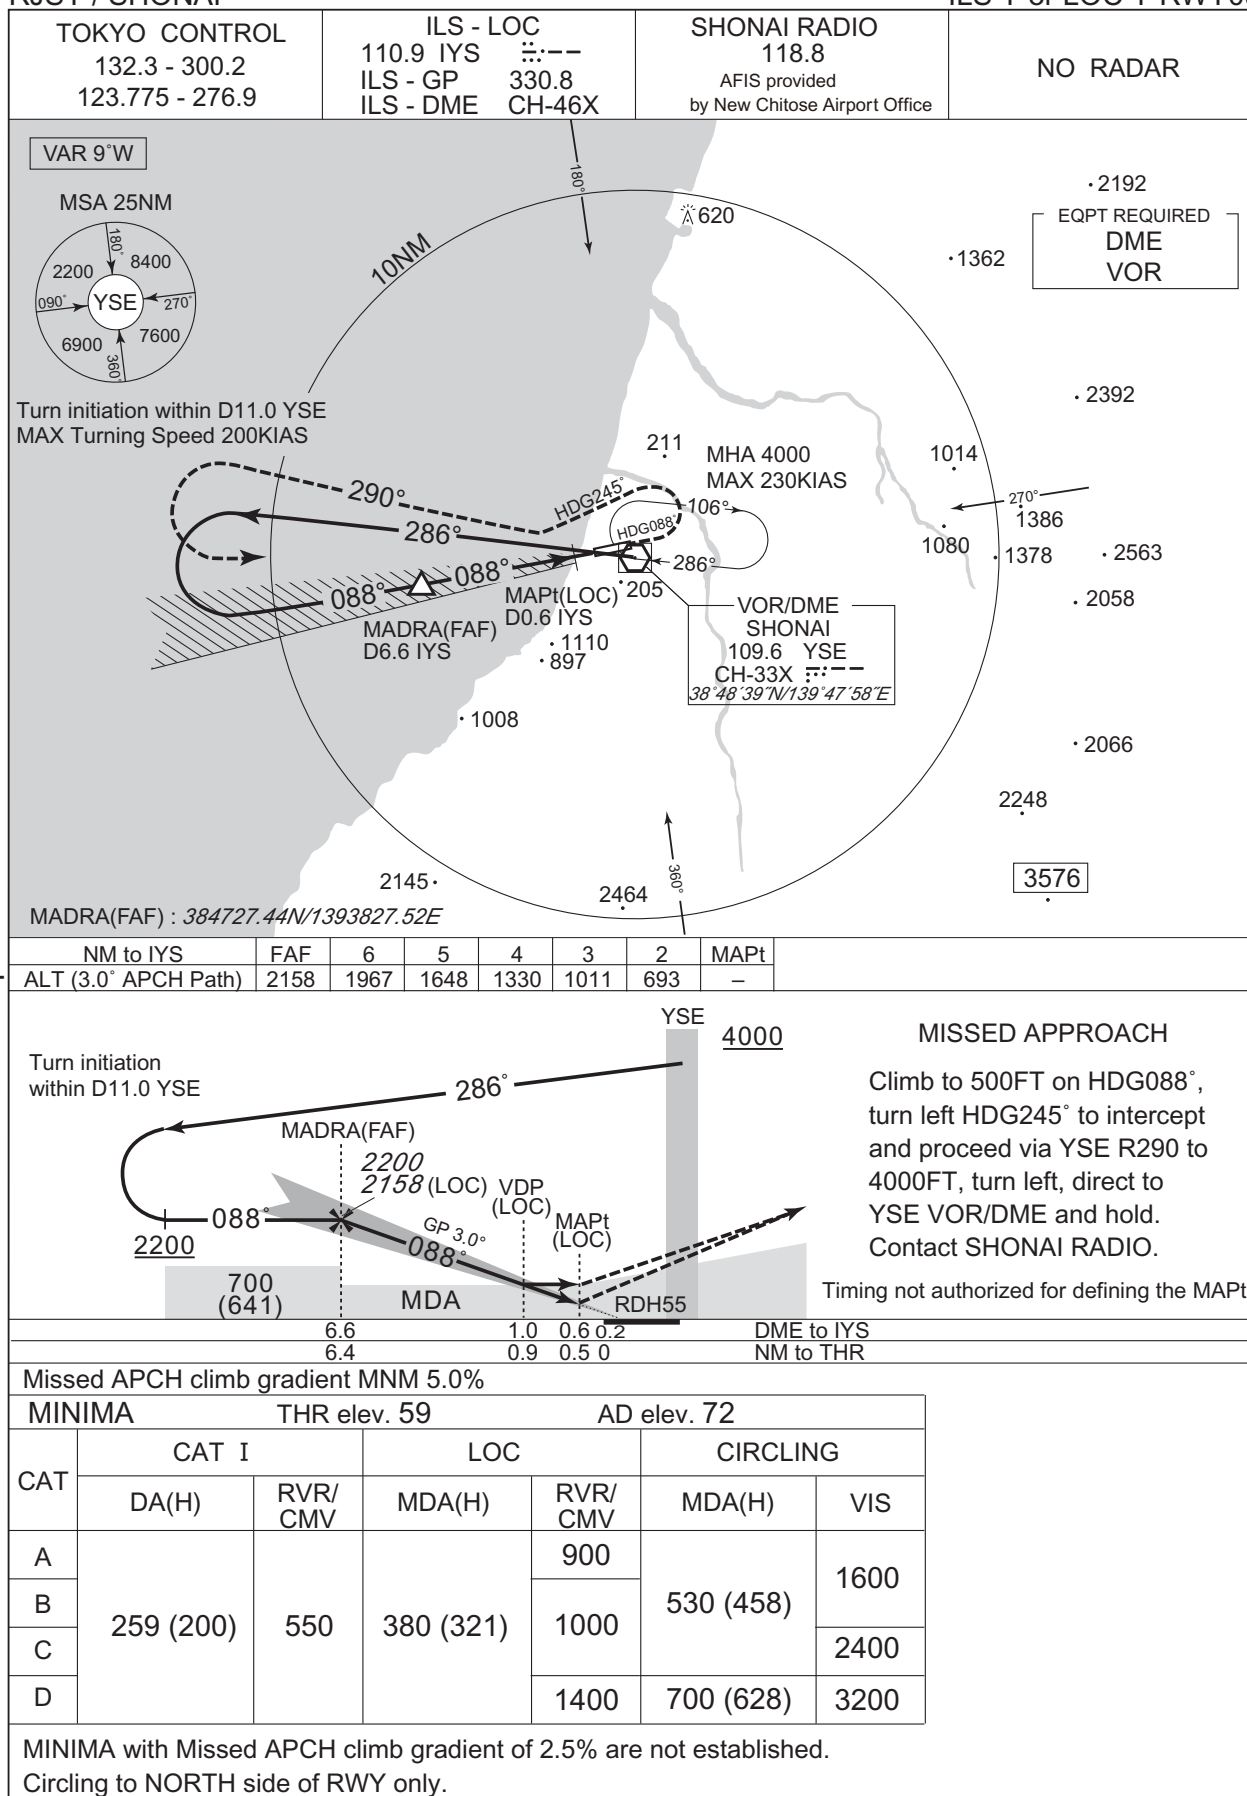 TOKYO CONTROL
132.3 - 300.2
123.775 - 276.9
ILS - LOC
110.9 IYS
ILS - GP 330.8
ILS - DME CH-46X
SHONAI RADIO
118.8
AFIS provided
by New Chitose Airport Office
NO RADAR
VAR 9°W
MSA 25NM
180°
2200
8400
090°
YSE
270°
6900
7600
360°
180°
620
10NM
2192
EQPT REQUIRED
DME
VOR
1362
2392
Turn initiation within D11.0 YSE
MAX Turning Speed 200KIAS
211
MHA 4000
MAX 230KIAS
1014
290°
HDG245°
106°
270°
1386
286°
HDG088°
1080
1378
2563
286°
088°
088°
205
2058
MAPt(LOC)
D0.6 IYS
MADRA(FAF)
D6.6 IYS
1110
897
VOR/DME
SHONAI
109.6 YSE
CH-33X
38°48´39˝N/139°47´58˝E
1008
2066
2248
360°
3576
2145
2464
MADRA(FAF) : 384727.44N/1393827.52E
NM to IYS FAF 6 5 4 3 2 MAPt
ALT (3.0° APCH Path) 2158 1967 1648 1330 1011 693 –
YSE
4000
Turn initiation
within D11.0 YSE
286°
MADRA(FAF)
2200
2158 (LOC)
VDP
(LOC)
MAPt
(LOC)
088°
GP 3.0°
088°
2200
700
(641)
MDA
RDH55
MISSED APPROACH
Climb to 500FT on HDG088°,
turn left HDG245° to intercept
and proceed via YSE R290 to
4000FT, turn left, direct to
YSE VOR/DME and hold.
Contact SHONAI RADIO.
Timing not authorized for defining the MAPt
6.6 1.0 0.6 0.2 DME to IYS
6.4 0.9 0.5 0 NM to THR
Missed APCH climb gradient MNM 5.0%
MINIMA THR elev. 59 AD elev. 72
CAT CAT I LOC CIRCLING
DA(H) RVR/CMV MDA(H) RVR/CMV MDA(H) VIS
A 259 (200) 550 380 (321) 900 530 (458) 1600
B 1000
C 2400
D 1400 700 (628) 3200
MINIMA with Missed APCH climb gradient of 2.5% are not established.
Circling to NORTH side of RWY only.